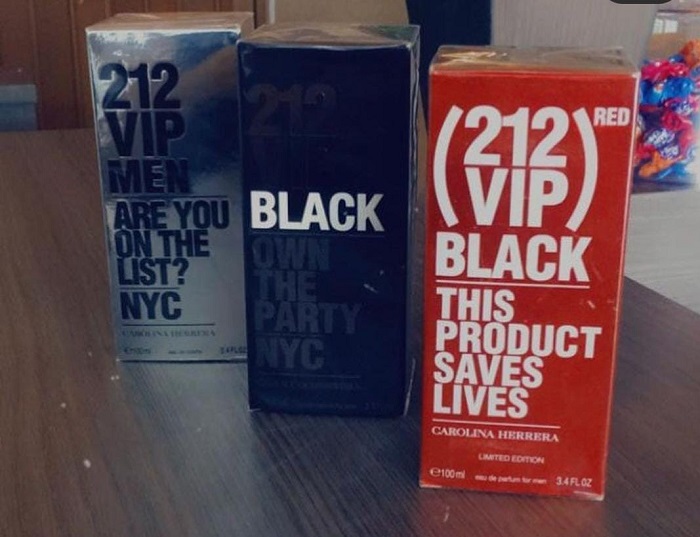 212
VIP
MEN
ARE YOU
ON THE
LIST?
NYC
CAROLINA HERRERA
212
VIP
BLACK
OWN
THE
PARTY
NYC
(212)RED
VIP
BLACK
THIS
PRODUCT
SAVES
LIVES
CAROLINA HERRERA
LIMITED EDITION
℮100 ml eau de parfum for men 3.4 FL OZ